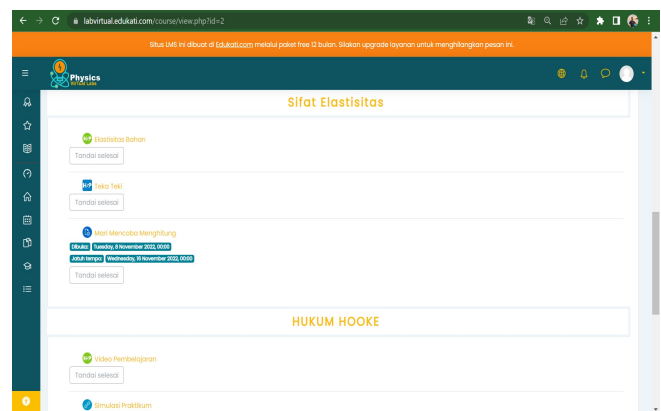 labvirtual.edukati.com/course/view.php?id=2
Situs LMS ini dibuat di Edukati.com melalui paket free 12 bulan. Silakan upgrade layanan untuk menghilangkan pesan ini.
Physics
Virtual Labs
Sifat Elastisitas
Elastisitas Bahan
Tandai selesai
H-P Teka Teki
Tandai selesai
Mari Mencoba Menghitung
Dibuka: Tuesday, 8 November 2022, 00:00
Jatuh tempo: Wednesday, 16 November 2022, 00:00
Tandai selesai
HUKUM HOOKE
Video Pembelajaran
Tandai selesai
Simulasi Praktikum